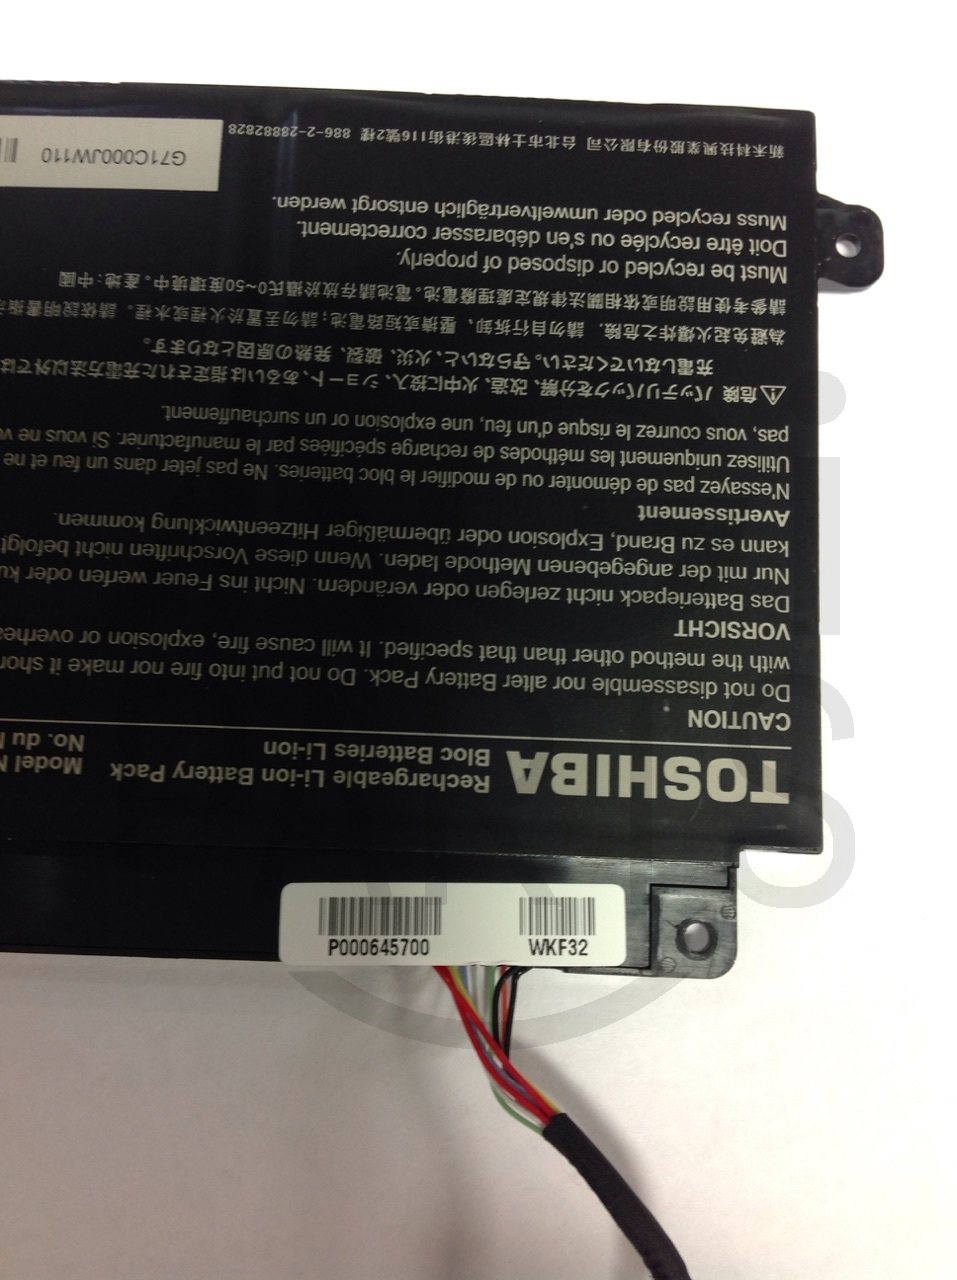 TOSHIBA
Rechargeable Li-ion Battery Pack
Bloc Batteries Li-ion
Model
No. du
CAUTION
Do not disassemble nor alter Battery Pack. Do not put into fire nor make it
with the method other than that specified. It will cause fire, explosion or
VORSICHT
Das Batteriepack nicht zerlegen oder verändern. Nicht ins Feuer werfen oder
Nur mit der angegebenen Methode laden. Wenn diese Vorschriften nicht
kann es zu Brand, Explosion oder übermäßiger Hitzeentwicklung kommen.
Avertissement
N'essayez pas de démonter ou de modifier le bloc batteries. Ne pas jeter dans un feu et ne
Utilisez uniquement les méthodes de recharge spécifiées par le manufacturier. Si vous ne
pas, vous courrez le risque d'un feu, une explosion or un surchauffement.
危険 バッテリパックを分解、改造、火中に投入、ショート、あるいは指定された充電方法以外では
充電しないでください。守らないと、火災、破裂、発熱の原因となります。
為避免起火爆炸之危險, 請勿自行拆卸、壓擠或短路電池;請勿丟置於火裡或水裡。請依說明書指
請參考使用說明或依相關法律規定處理廢電池。電池請存放於攝氏0~50度環境中。產地:中國
Must be recycled or disposed of properly.
Doit être recyclée ou s'en débarasser correctement.
Muss recycled oder umweltverträglich entsorgt werden.
新禾科技興業股份有限公司 台北市士林區後港街116號2樓 886-2-28882828
G71C000JW110
P000645700 WKF32